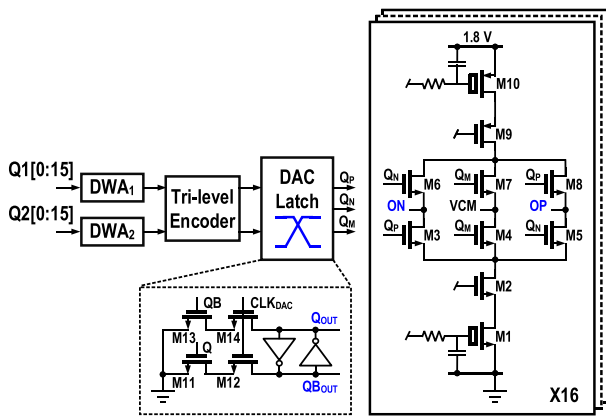 1.8 V
M10
M9
Q1[0:15]
DWA1
Q2[0:15]
DWA2
Tri-level
Encoder
DAC
Latch
QP
QN
QM
QN
M6
QM
M7
QP
M8
ON
VCM
OP
QP
M3
QM
M4
QN
M5
M2
M1
X16
QB
CLKDAC
QOUT
M13
M14
Q
M11
M12
QBOUT